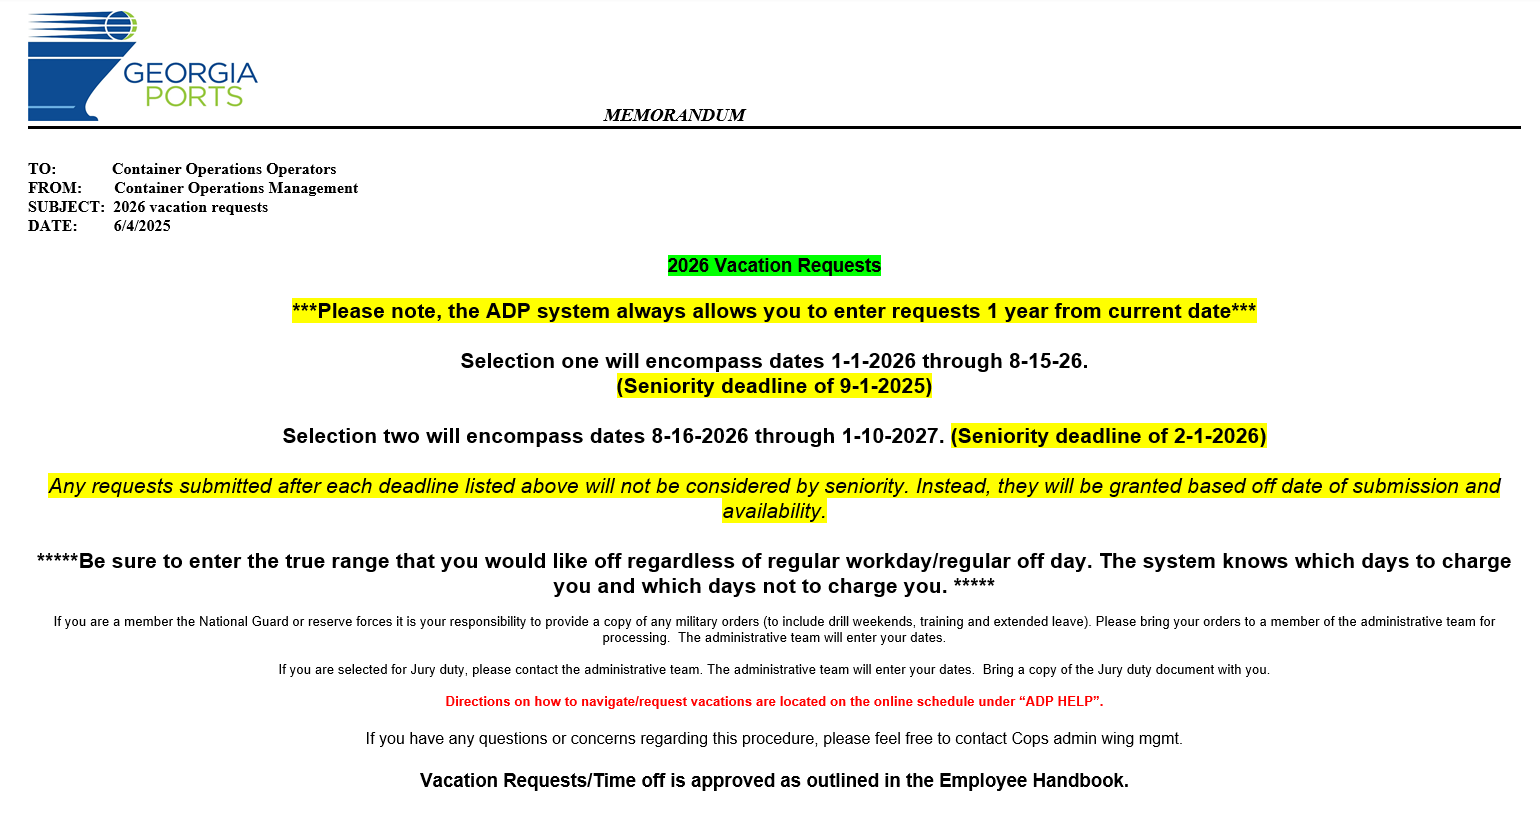 GEORGIA
PORTS
MEMORANDUM
TO: Container Operations Operators
FROM: Container Operations Management
SUBJECT: 2026 vacation requests
DATE: 6/4/2025
2026 Vacation Requests
***Please note, the ADP system always allows you to enter requests 1 year from current date***
Selection one will encompass dates 1-1-2026 through 8-15-26.
(Seniority deadline of 9-1-2025)
Selection two will encompass dates 8-16-2026 through 1-10-2027. (Seniority deadline of 2-1-2026)
Any requests submitted after each deadline listed above will not be considered by seniority. Instead, they will be granted based off date of submission and
availability.
*****Be sure to enter the true range that you would like off regardless of regular workday/regular off day. The system knows which days to charge
you and which days not to charge you. *****
If you are a member the National Guard or reserve forces it is your responsibility to provide a copy of any military orders (to include drill weekends, training and extended leave). Please bring your orders to a member of the administrative team for
processing.  The administrative team will enter your dates.
If you are selected for Jury duty, please contact the administrative team. The administrative team will enter your dates.  Bring a copy of the Jury duty document with you.
Directions on how to navigate/request vacations are located on the online schedule under “ADP HELP”.
If you have any questions or concerns regarding this procedure, please feel free to contact Cops admin wing mgmt.
Vacation Requests/Time off is approved as outlined in the Employee Handbook.